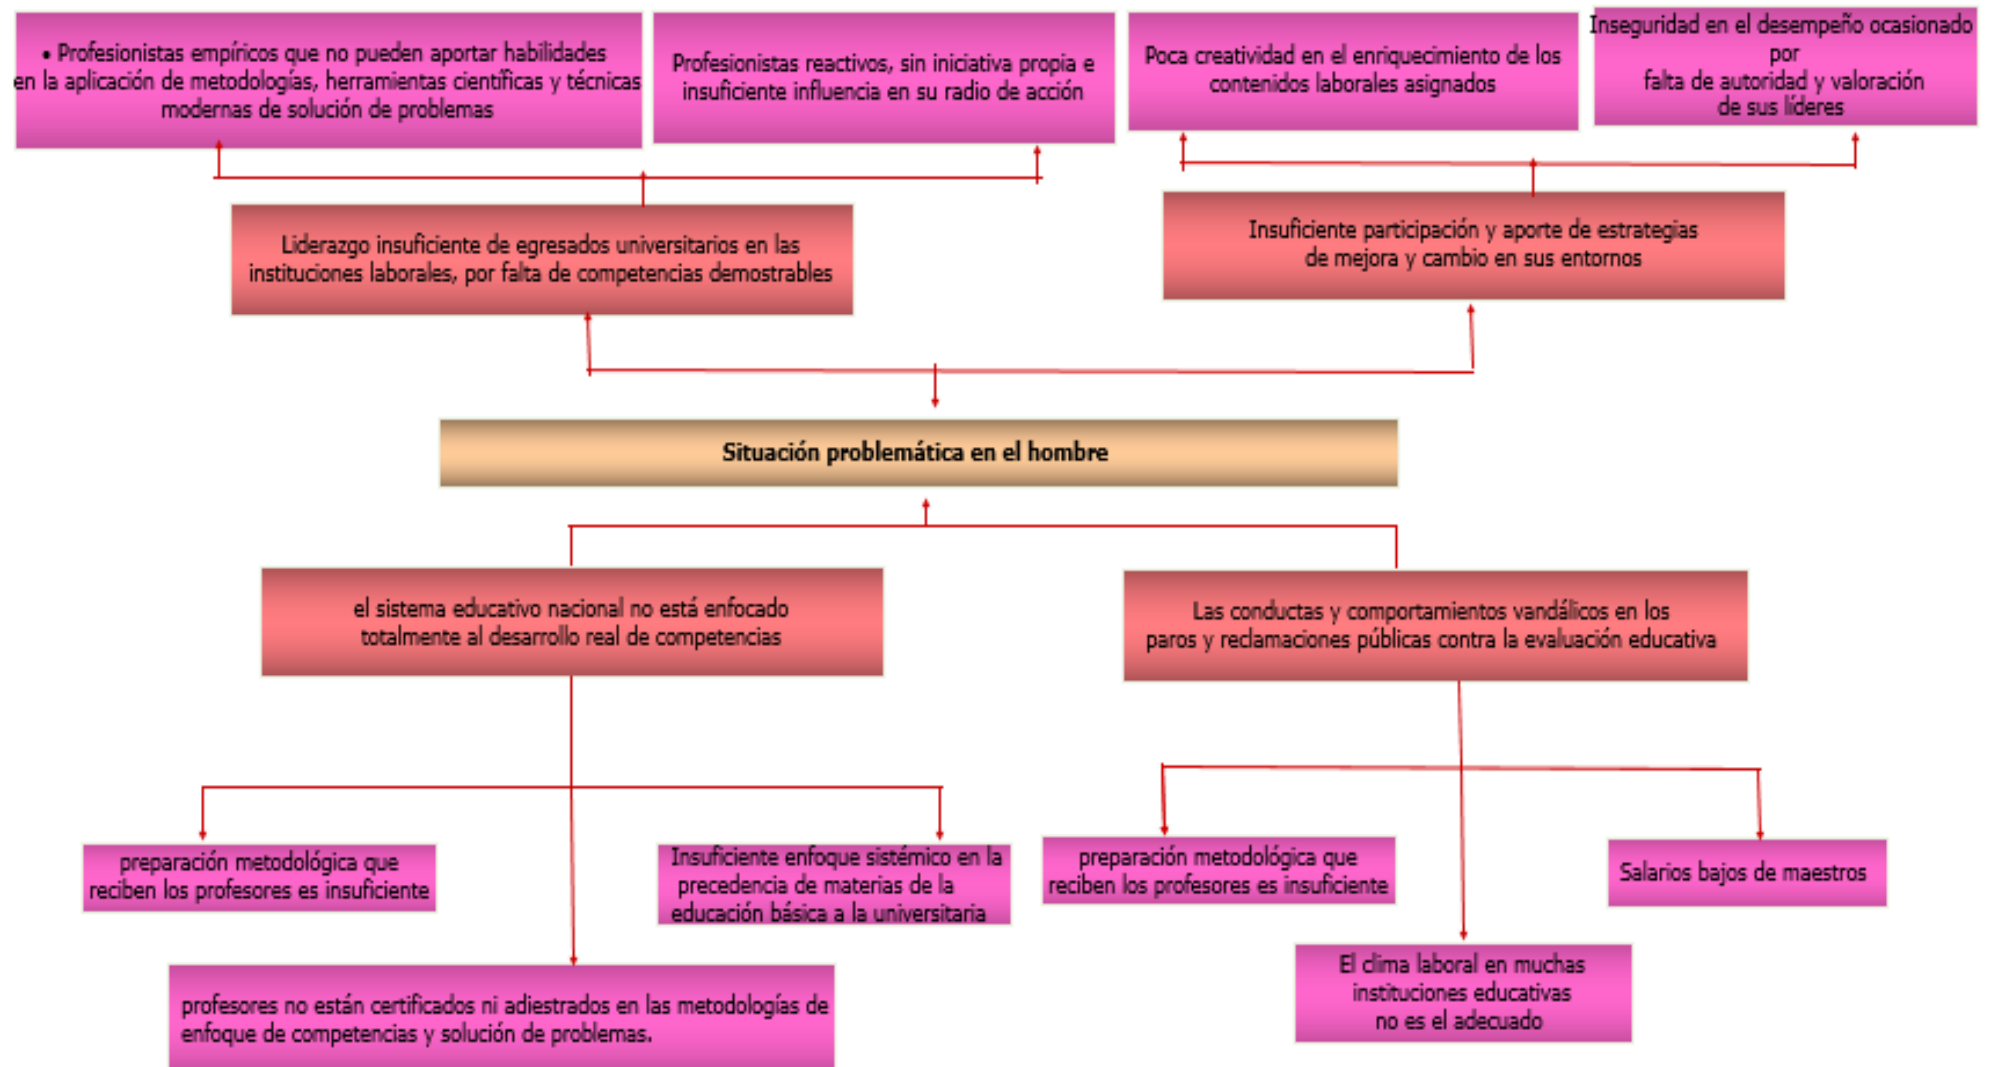 • Profesionistas empíricos que no pueden aportar habilidades
en la aplicación de metodologías, herramientas científicas y técnicas
modernas de solución de problemas
Profesionistas reactivos, sin iniciativa propia e
insuficiente influencia en su radio de acción
Poca creatividad en el enriquecimiento de los
contenidos laborales asignados
Inseguridad en el desempeño ocasionado
por
falta de autoridad y valoración
de sus líderes
Liderazgo insuficiente de egresados universitarios en las
instituciones laborales, por falta de competencias demostrables
Insuficiente participación y aporte de estrategias
de mejora y cambio en sus entornos
Situación problemática en el hombre
el sistema educativo nacional no está enfocado
totalmente al desarrollo real de competencias
Las conductas y comportamientos vandálicos en los
paros y reclamaciones públicas contra la evaluación educativa
preparación metodológica que
reciben los profesores es insuficiente
Insuficiente enfoque sistémico en la
precedencia de materias de la
educación básica a la universitaria
preparación metodológica que
reciben los profesores es insuficiente
Salarios bajos de maestros
profesores no están certificados ni adiestrados en las metodologías de
enfoque de competencias y solución de problemas.
El clima laboral en muchas
instituciones educativas
no es el adecuado